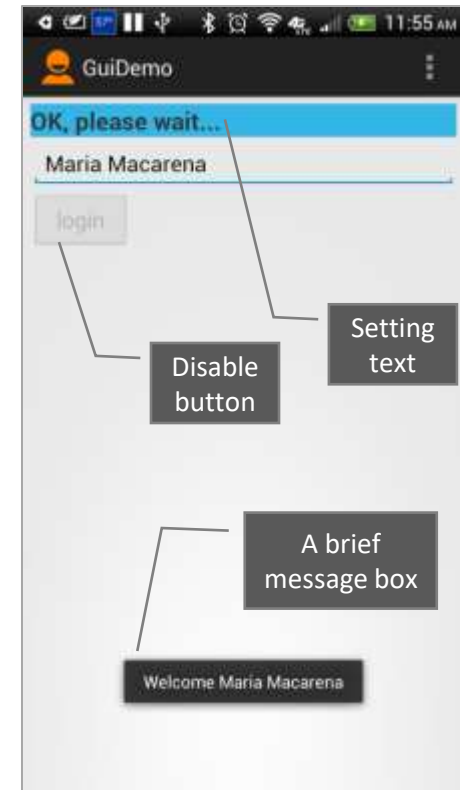 11:55 AM
GuiDemo
OK, please wait...
Maria Macarena
login
Setting
text
Disable
button
A brief
message box
Welcome Maria Macarena